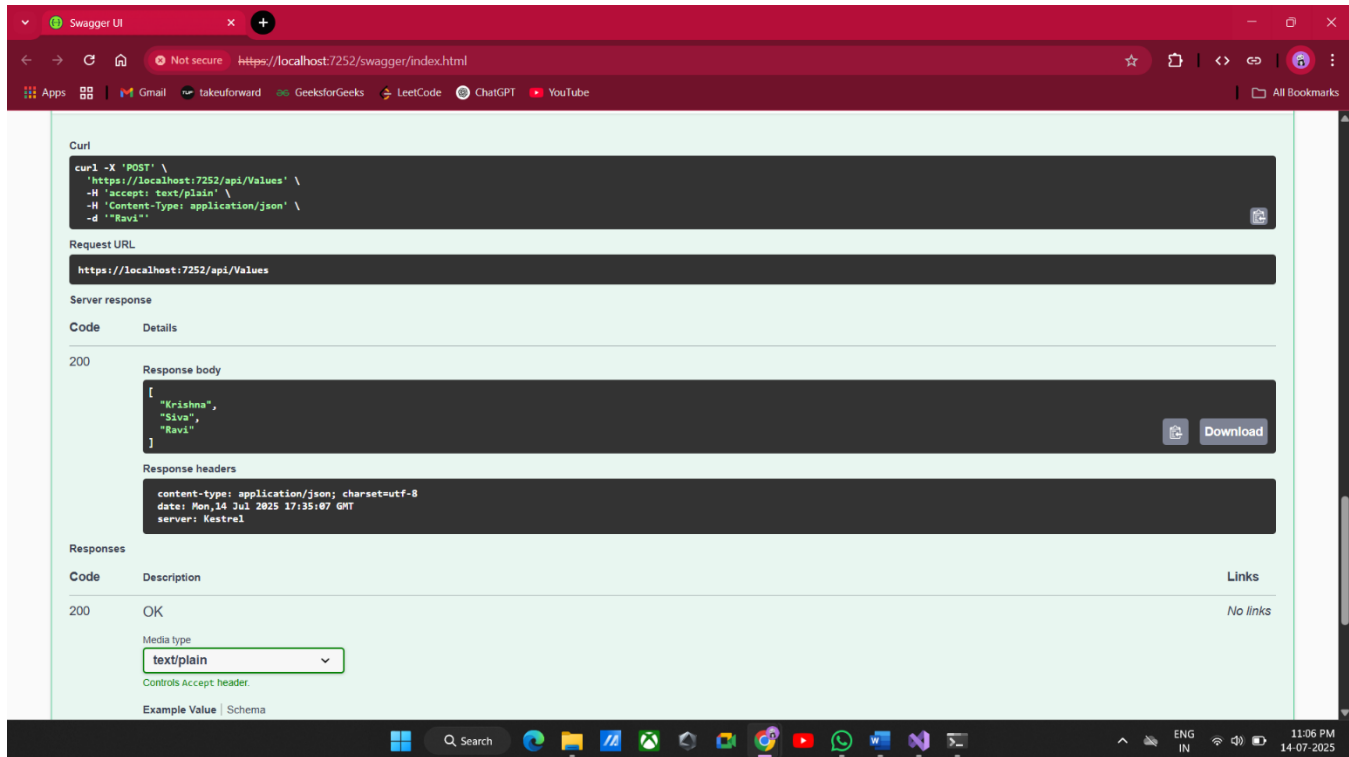 Swagger UI
Not secure https://localhost:7252/swagger/index.html
Apps Gmail takeuforward GeeksforGeeks LeetCode ChatGPT YouTube All Bookmarks
Curl
curl -X 'POST' \
'https://localhost:7252/api/Values' \
-H 'accept: text/plain' \
-H 'Content-Type: application/json' \
-d '"Ravi"'
Request URL
https://localhost:7252/api/Values
Server response
Code Details
200
Response body
[
"Krishna",
"Siva",
"Ravi"
]
Download
Response headers
content-type: application/json; charset=utf-8
date: Mon,14 Jul 2025 17:35:07 GMT
server: Kestrel
Responses
Code Description Links
200 OK No links
Media type
text/plain
Controls Accept header.
Example Value | Schema
Search ENG 11:06 PM
IN 14-07-2025